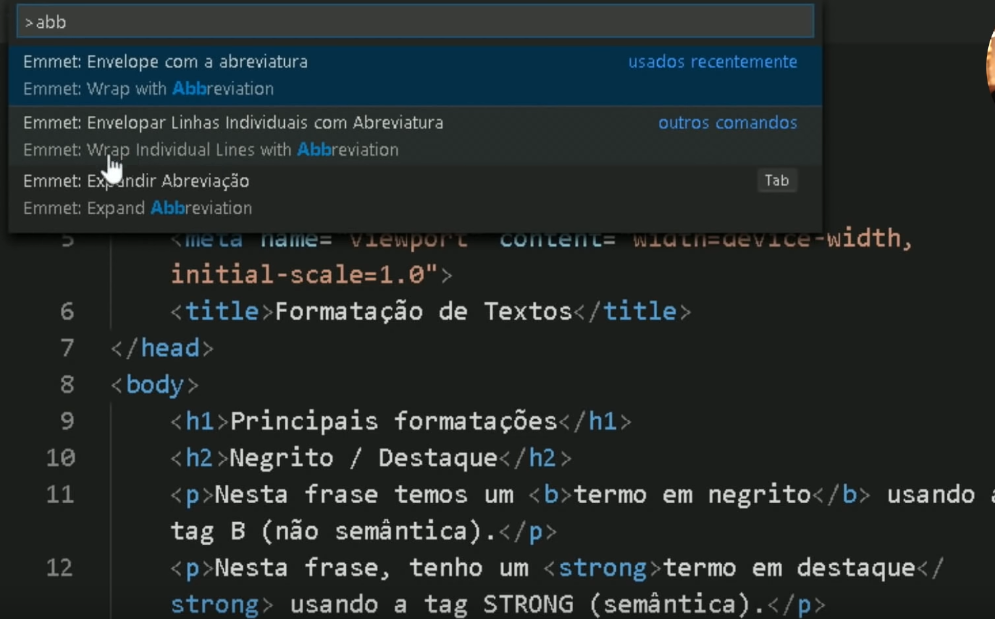 >abb
Emmet: Envelope com a abreviatura usados recentemente
Emmet: Wrap with Abbreviation
Emmet: Envelopar Linhas Individuais com Abreviatura outros comandos
Emmet: Wrap Individual Lines with Abbreviation
Emmet: Expandir Abreviação Tab
Emmet: Expand Abbreviation
5 <meta name="viewport" content="width=device-width,
initial-scale=1.0">
6 <title>Formatação de Textos</title>
7 </head>
8 <body>
9 <h1>Principais formatações</h1>
10 <h2>Negrito / Destaque</h2>
11 <p>Nesta frase temos um <b>termo em negrito</b> usando a
tag B (não semântica).</p>
12 <p>Nesta frase, tenho um <strong>termo em destaque</
strong> usando a tag STRONG (semântica).</p>